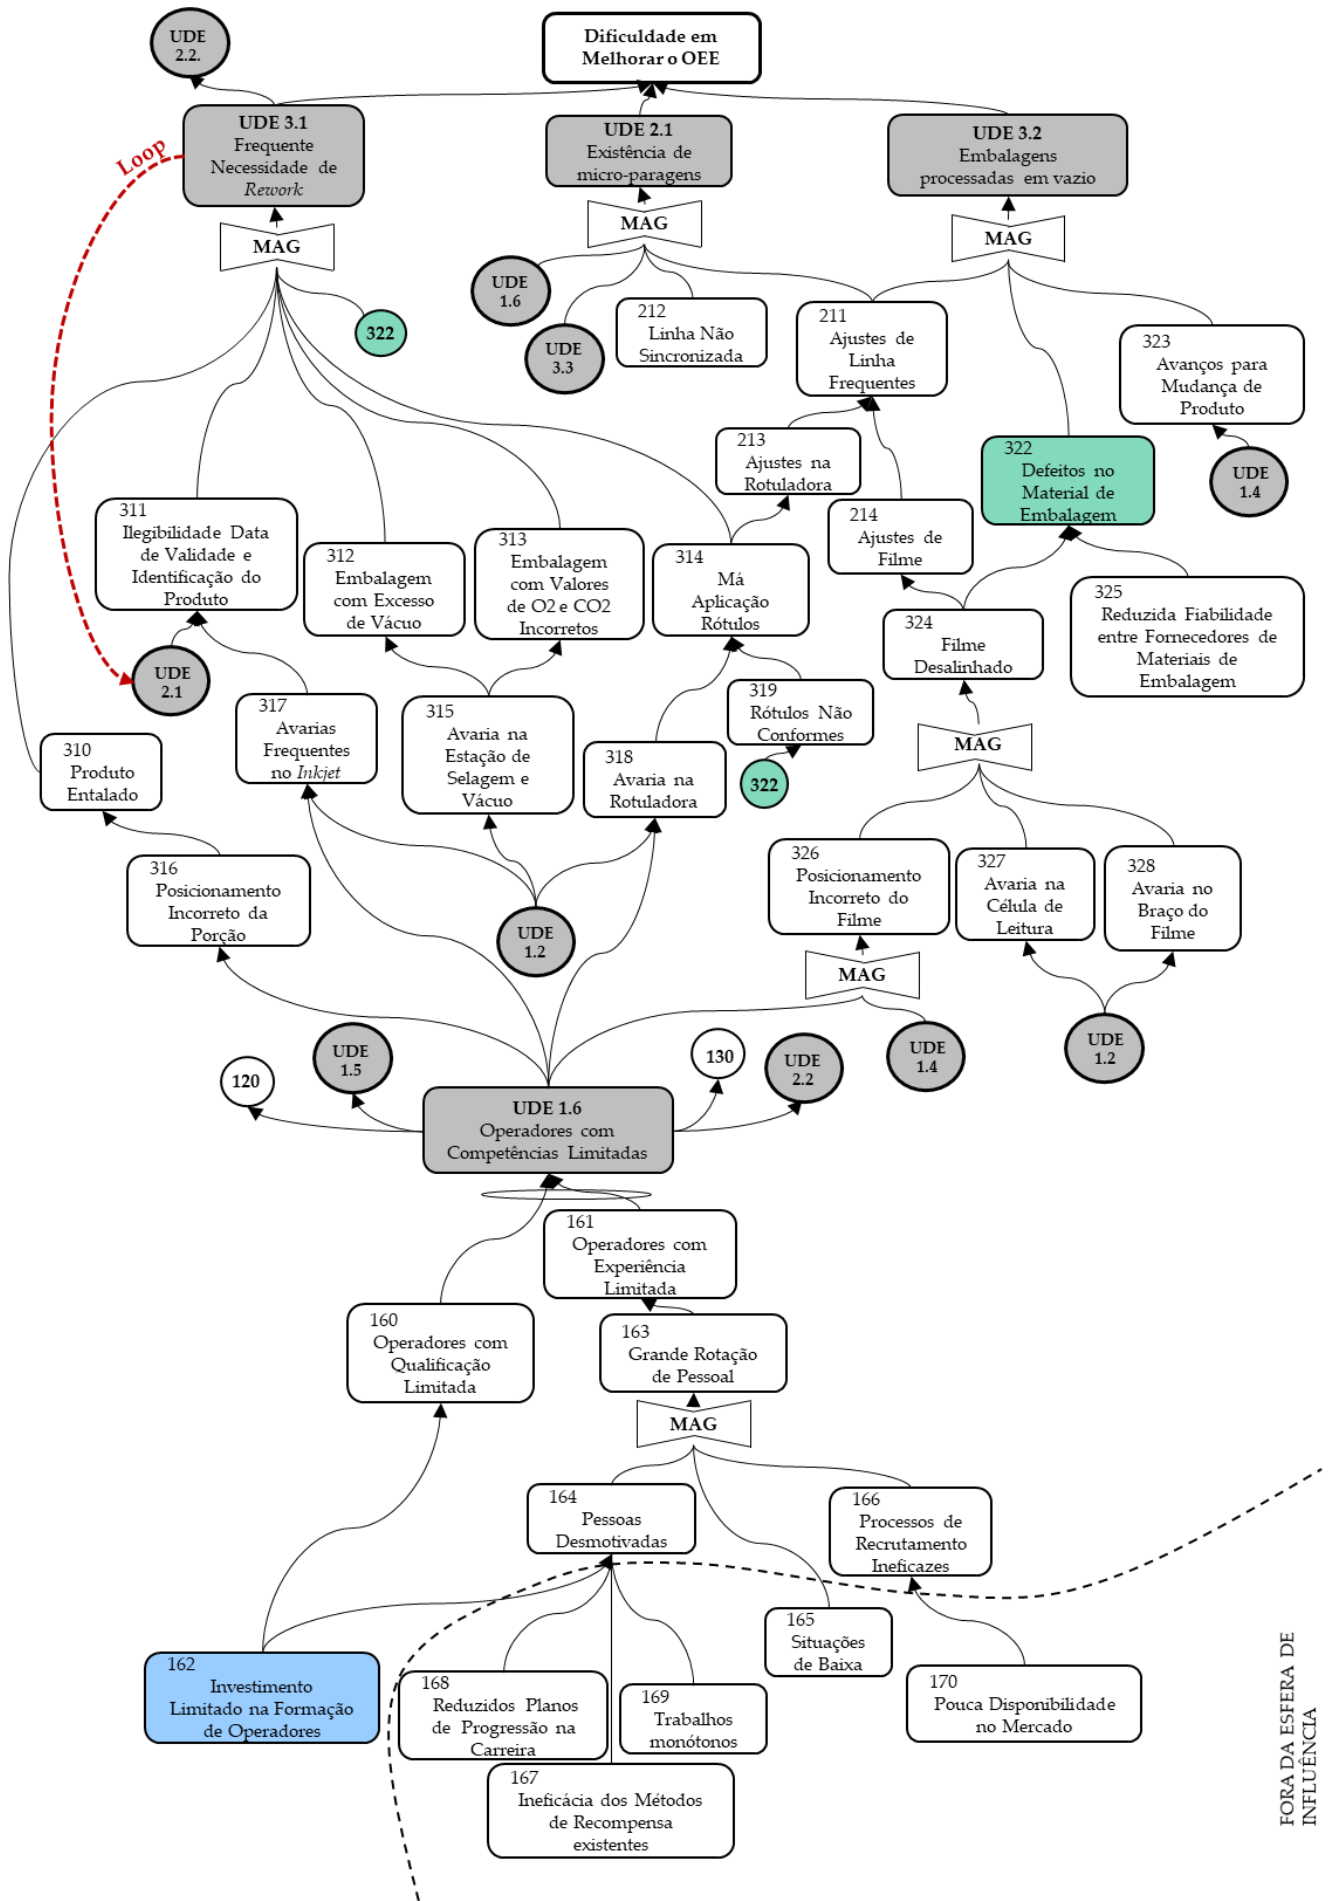 UDE
2.2.
Dificuldade em
Melhorar o OEE
Loop
UDE 3.1
Frequente
Necessidade de
Rework
UDE 2.1
Existência de
micro-paragens
UDE 3.2
Embalagens
processadas em vazio
MAG
MAG
MAG
322
UDE
1.6
UDE
3.3
212
Linha Não
Sincronizada
211
Ajustes de
Linha
Frequentes
323
Avanços para
Mudança de
Produto
213
Ajustes na
Rotuladora
322
Defeitos no
Material de
Embalagem
UDE
1.4
311
Ilegibilidade Data
de Validade e
Identificação do
Produto
312
Embalagem
com Excesso
de Vácuo
313
Embalagem
com Valores
de O2 e CO2
Incorretos
314
Má
Aplicação
Rótulos
214
Ajustes de
Filme
324
Filme
Desalinhado
325
Reduzida Fiabilidade
entre Fornecedores de
Materiais de
Embalagem
UDE
2.1
317
Avarias
Frequentes
no Inkjet
315
Avaria na
Estação de
Selagem e
Vácuo
319
Rótulos Não
Conformes
310
Produto
Entalado
318
Avaria na
Rotuladora
322
MAG
316
Posicionamento
Incorreto da
Porção
UDE
1.2
326
Posicionamento
Incorreto do
Filme
327
Avaria na
Célula de
Leitura
328
Avaria no
Braço do
Filme
MAG
120
UDE
1.5
130
UDE
2.2
UDE
1.4
UDE
1.2
UDE 1.6
Operadores com
Competências Limitadas
161
Operadores com
Experiência
Limitada
160
Operadores com
Qualificação
Limitada
163
Grande Rotação
de Pessoal
MAG
164
Pessoas
Desmotivadas
166
Processos de
Recrutamento
Ineficazes
165
Situações
de Baixa
162
Investimento
Limitado na Formação
de Operadores
168
Reduzidos Planos
de Progressão na
Carreira
169
Trabalhos
monótonos
170
Pouca Disponibilidade
no Mercado
167
Ineficácia dos Métodos
de Recompensa
existentes
FORA DA ESFERA DE
INFLUÊNCIA